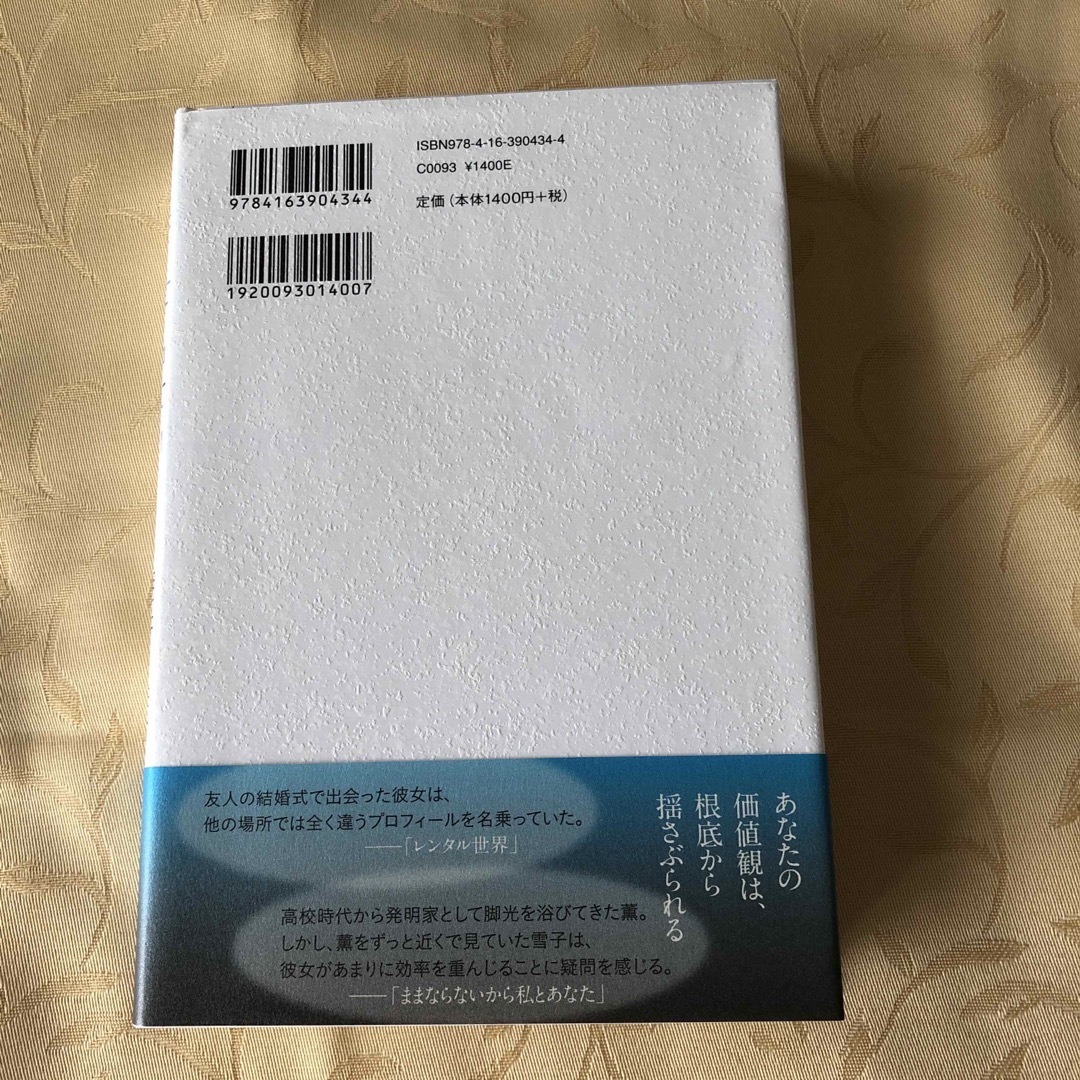 ISBN978-4-16-390434-4
C0093 ¥1400E
定価(本体1400円+税)
9784163904344
1920093014007
あなたの
価値観は、
根底から
揺さぶられる
友人の結婚式で出会った彼女は、
他の場所では全く違うプロフィールを名乗っていた。
——「レンタル世界」
高校時代から発明家として脚光を浴びてきた薫。
しかし、薫をずっと近くで見ていた雪子は、
彼女があまりに効率を重んじることに疑問を感じる。
——「ままならないから私とあなた」